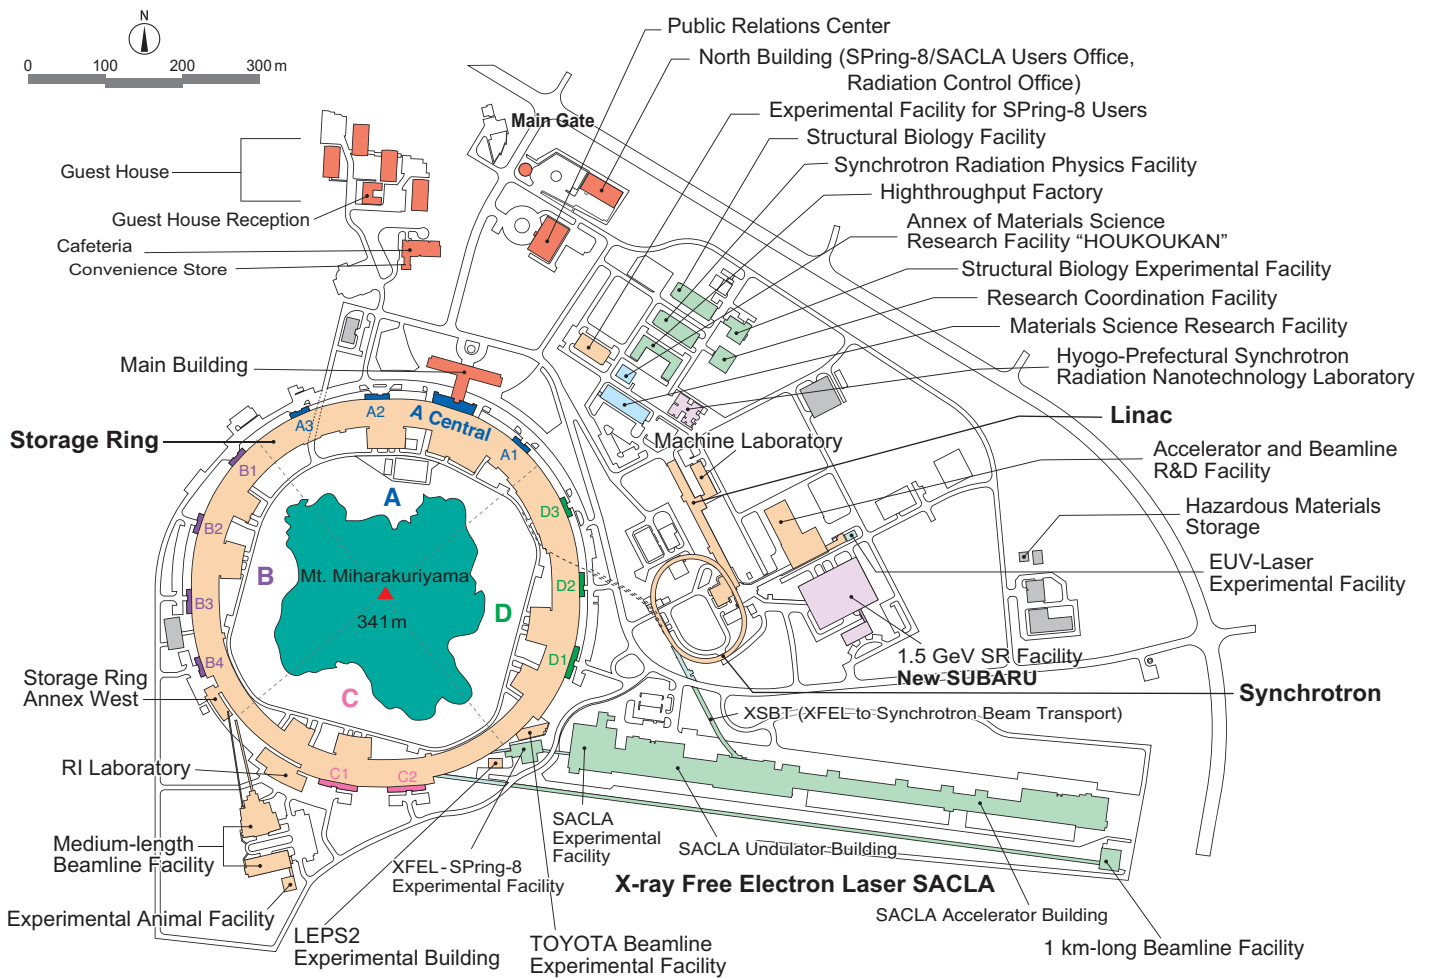 N
0 100 200 300 m
Public Relations Center
North Building (SPring-8/SACLA Users Office,
Radiation Control Office)
Experimental Facility for SPring-8 Users
Main Gate
Structural Biology Facility
Synchrotron Radiation Physics Facility
Guest House
Highthroughput Factory
Guest House Reception
Annex of Materials Science
Research Facility “HOUKOUKAN”
Cafeteria
Convenience Store
Structural Biology Experimental Facility
Research Coordination Facility
Materials Science Research Facility
Main Building
Hyogo-Prefectural Synchrotron
Radiation Nanotechnology Laboratory
Linac
A3
A2
A Central
A1
Storage Ring
Machine Laboratory
Accelerator and Beamline
R&D Facility
B1
A
Hazardous Materials
Storage
D3
B2
EUV-Laser
Experimental Facility
B
Mt. Miharakuriyama
D2
B3
341 m
D
B4
D1
1.5 GeV SR Facility
New SUBARU
Storage Ring
Annex West
C
Synchrotron
XSBT (XFEL to Synchrotron Beam Transport)
RI Laboratory
C1
C2
SACLA
Experimental
Facility
SACLA Undulator Building
Medium-length
Beamline Facility
XFEL-SPring-8
Experimental Facility
X-ray Free Electron Laser SACLA
Experimental Animal Facility
SACLA Accelerator Building
LEPS2
Experimental Building
TOYOTA Beamline
Experimental Facility
1 km-long Beamline Facility